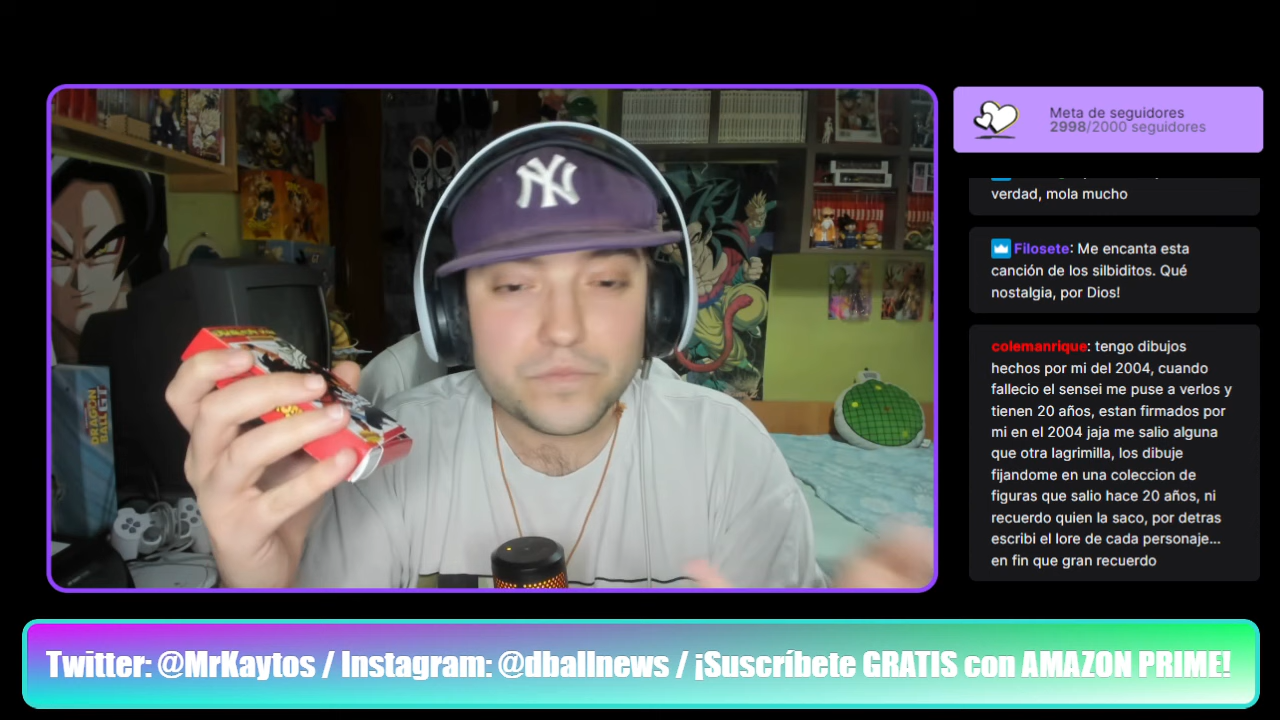 Meta de seguidores
2998/2000 seguidores
verdad, mola mucho
Filosete: Me encanta esta
canción de los silbiditos. Qué
nostalgia, por Dios!
colemanrique: tengo dibujos
hechos por mi del 2004, cuando
fallecio el sensei me puse a verlos y
tienen 20 años, estan firmados por
mi en el 2004 jaja me salio alguna
que otra lagrimilla, los dibuje
fijandome en una coleccion de
figuras que salio hace 20 años, ni
recuerdo quien la saco, por detras
escribi el lore de cada personaje...
en fin que gran recuerdo
NY
DRAGON
BALL GT
Twitter: @MrKaytos / Instagram: @dballnews / ¡Suscríbete GRATIS con AMAZON PRIME!